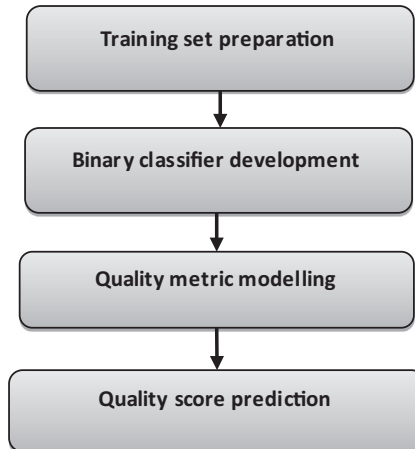 Training set preparation
Binary classifier development
Quality metric modelling
Quality score prediction